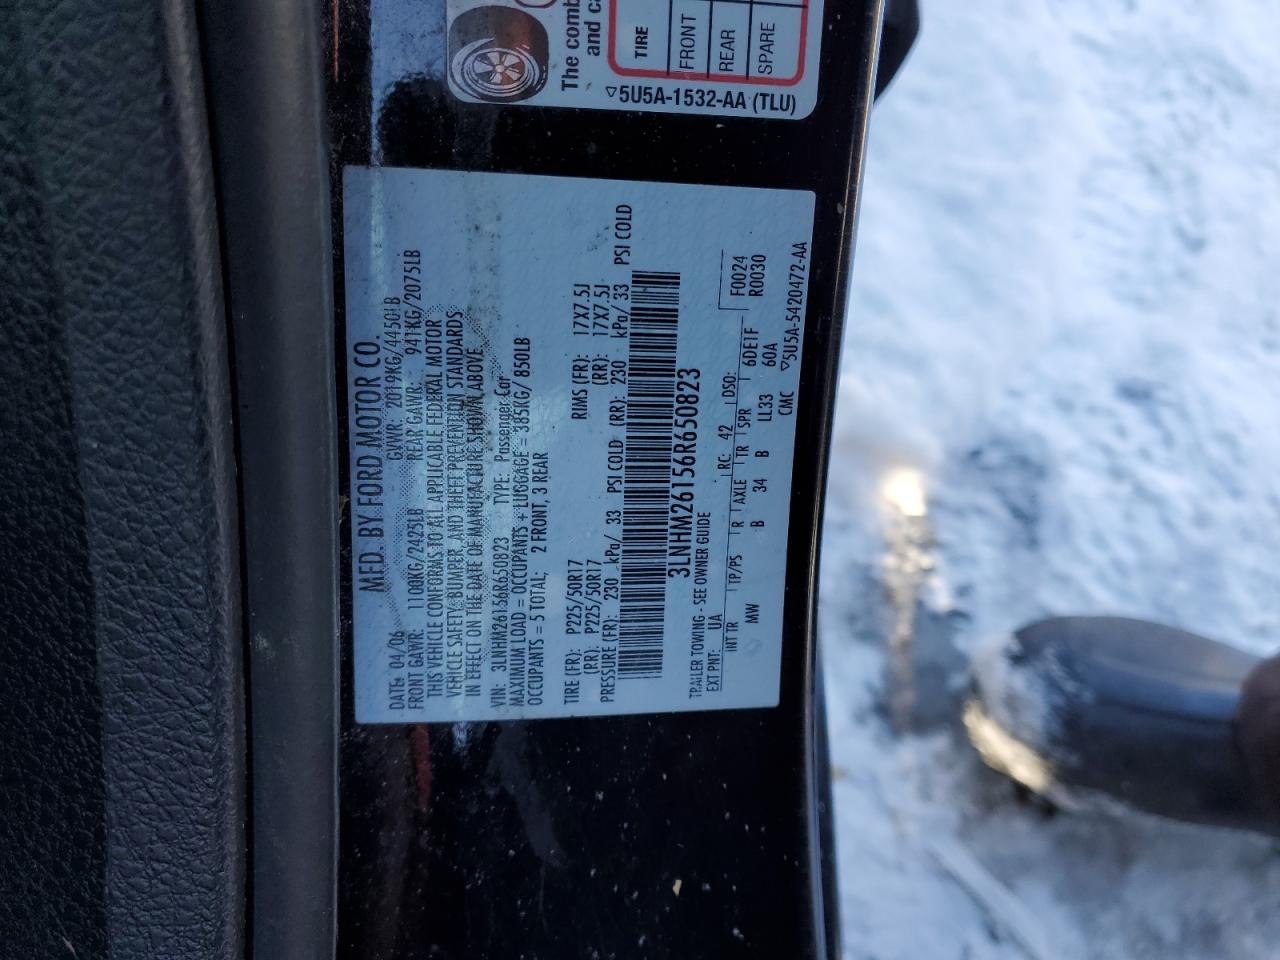 The comb
and ca
TIRE
FRONT
REAR
SPARE
5U5A-1532-AA (TLU)
MFD. BY FORD MOTOR CO.
DATE: 04/06 GVWR: 2019KG/4450LB
FRONT GAWR: 1100KG/2425LB REAR GAWR: 941KG/2075LB
THIS VEHICLE CONFORMS TO ALL APPLICABLE FEDERAL MOTOR
VEHICLE SAFETY, BUMPER, AND THEFT PREVENTION STANDARDS
IN EFFECT ON THE DATE OF MANUFACTURE SHOWN ABOVE.
VIN: 3LNHM26156R650823 TYPE: Passenger Car
MAXIMUM LOAD = OCCUPANTS + LUGGAGE = 385KG/ 850LB
OCCUPANTS = 5 TOTAL: 2 FRONT, 3 REAR
TIRE (FR): P225/50R17 RIMS (FR): 17X7.5J
(RR): P225/50R17 (RR): 17X7.5J
PRESSURE (FR): 230 kPa/ 33 PSI COLD (RR): 230 kPa/ 33 PSI COLD
3LNHM26156R650823
TRAILER TOWING - SEE OWNER GUIDE
EXT PNT: UA RC: 42 DSO: F0024
R0030
INT TR TP/PS R AXLE TR SPR 6DE1F
MW B 34 B LL33 60A
CMC 5U5A-5420472-AA